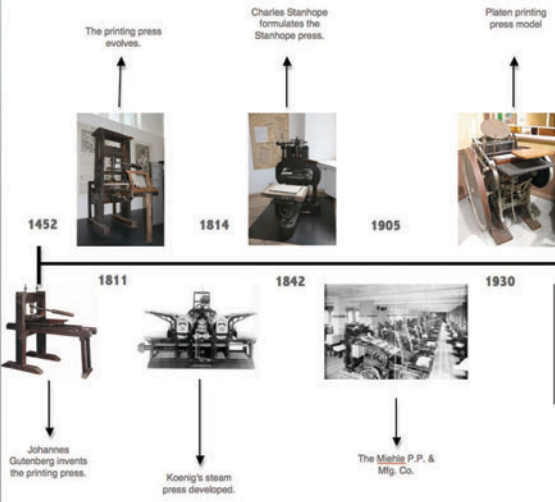 Charles Stanhope
formulates the
Stanhope press.
The printing press
evolves.
Platen printing
press model
1452
1814
1905
1811
1842
1930
Johannes
Gutenberg invents
the printing press.
Koenig's steam
press developed.
The Miehle P.P. &
Mfg. Co.